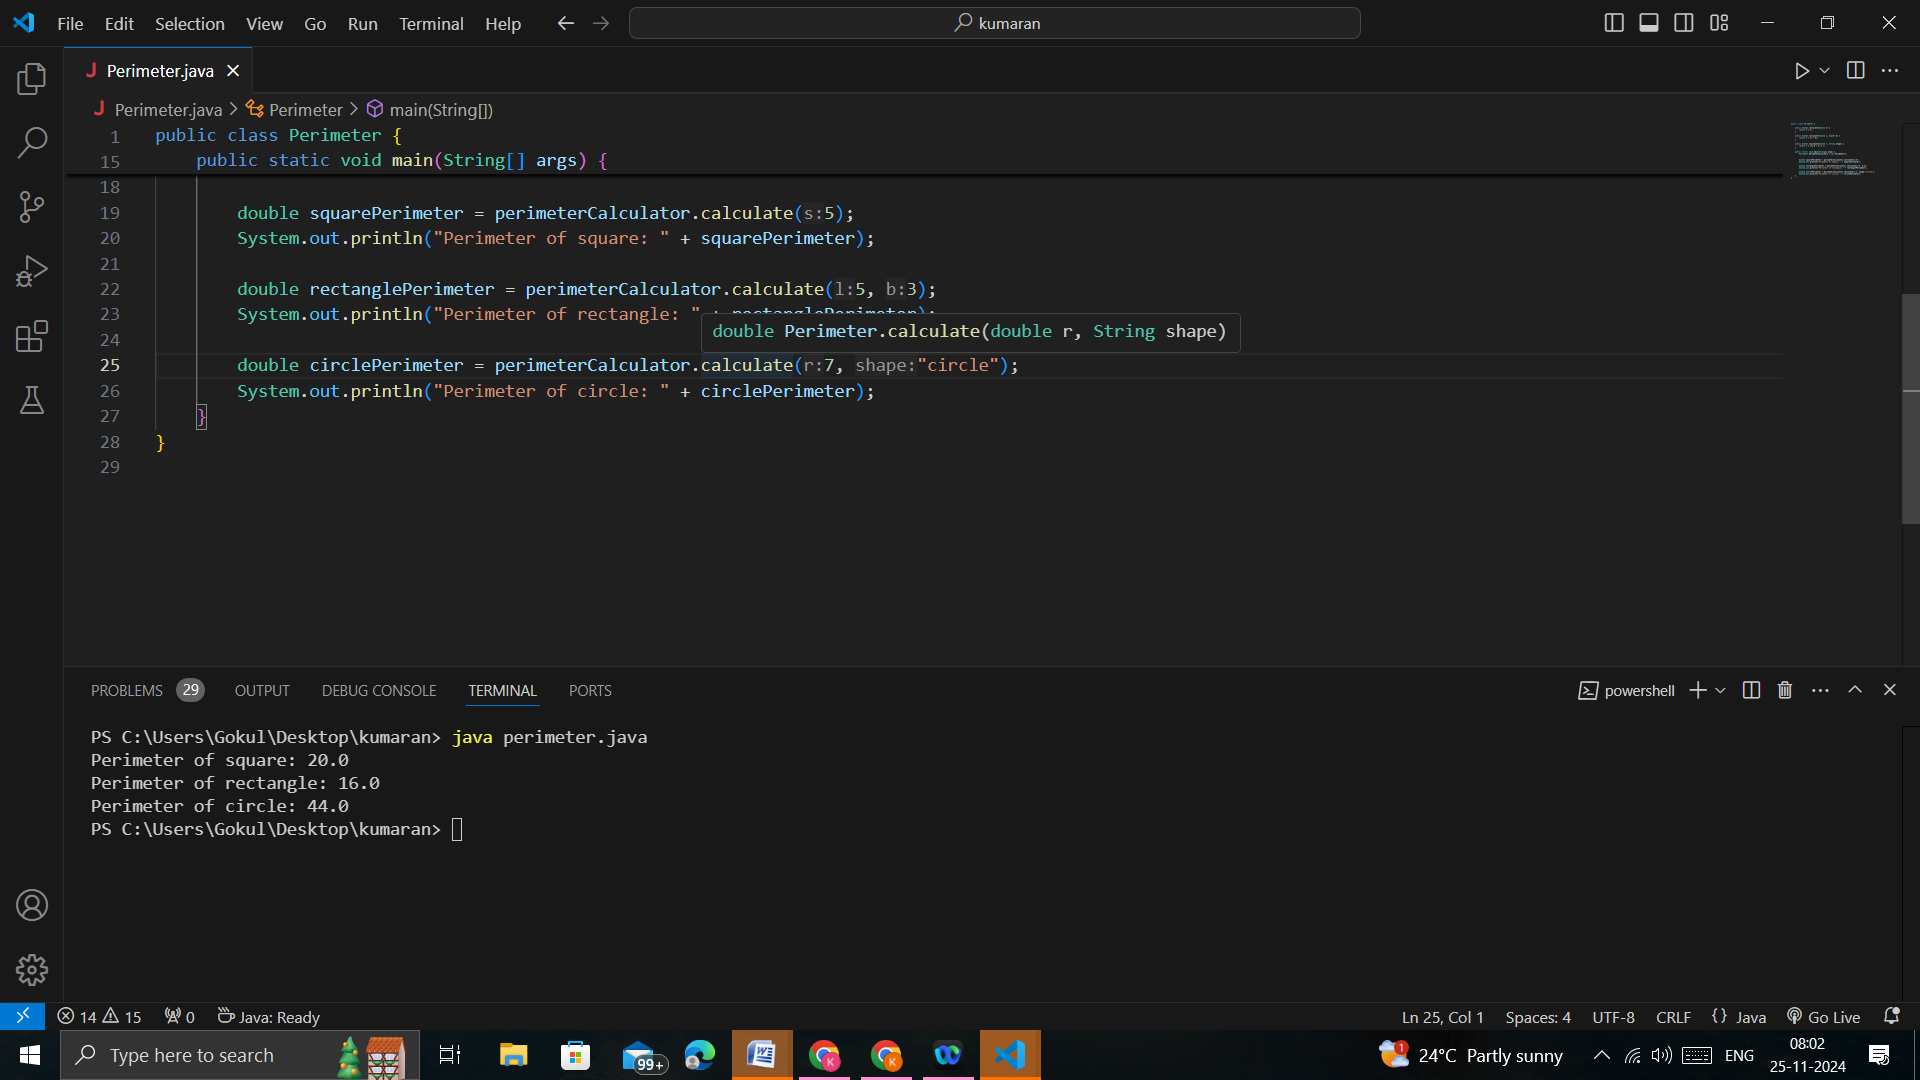 File Edit Selection View Go Run Terminal Help kumaran
Perimeter.java
Perimeter.java > Perimeter > main(String[])
1 public class Perimeter {
15 public static void main(String[] args) {
18
19 double squarePerimeter = perimeterCalculator.calculate(s:5);
20 System.out.println("Perimeter of square: " + squarePerimeter);
21
22 double rectanglePerimeter = perimeterCalculator.calculate(l:5, b:3);
23 System.out.println("Perimeter of rectangle: " + rectanglePerimeter);
double Perimeter.calculate(double r, String shape)
24
25 double circlePerimeter = perimeterCalculator.calculate(r:7, shape:"circle");
26 System.out.println("Perimeter of circle: " + circlePerimeter);
27 }
28 }
29
PROBLEMS 29 OUTPUT DEBUG CONSOLE TERMINAL PORTS powershell
PS C:\Users\Gokul\Desktop\kumaran> java perimeter.java
Perimeter of square: 20.0
Perimeter of rectangle: 16.0
Perimeter of circle: 44.0
PS C:\Users\Gokul\Desktop\kumaran>
14 15 0 Java: Ready Ln 25, Col 1 Spaces: 4 UTF-8 CRLF {} Java Go Live
Type here to search 99+ 1 24°C Partly sunny ENG 08:02
25-11-2024